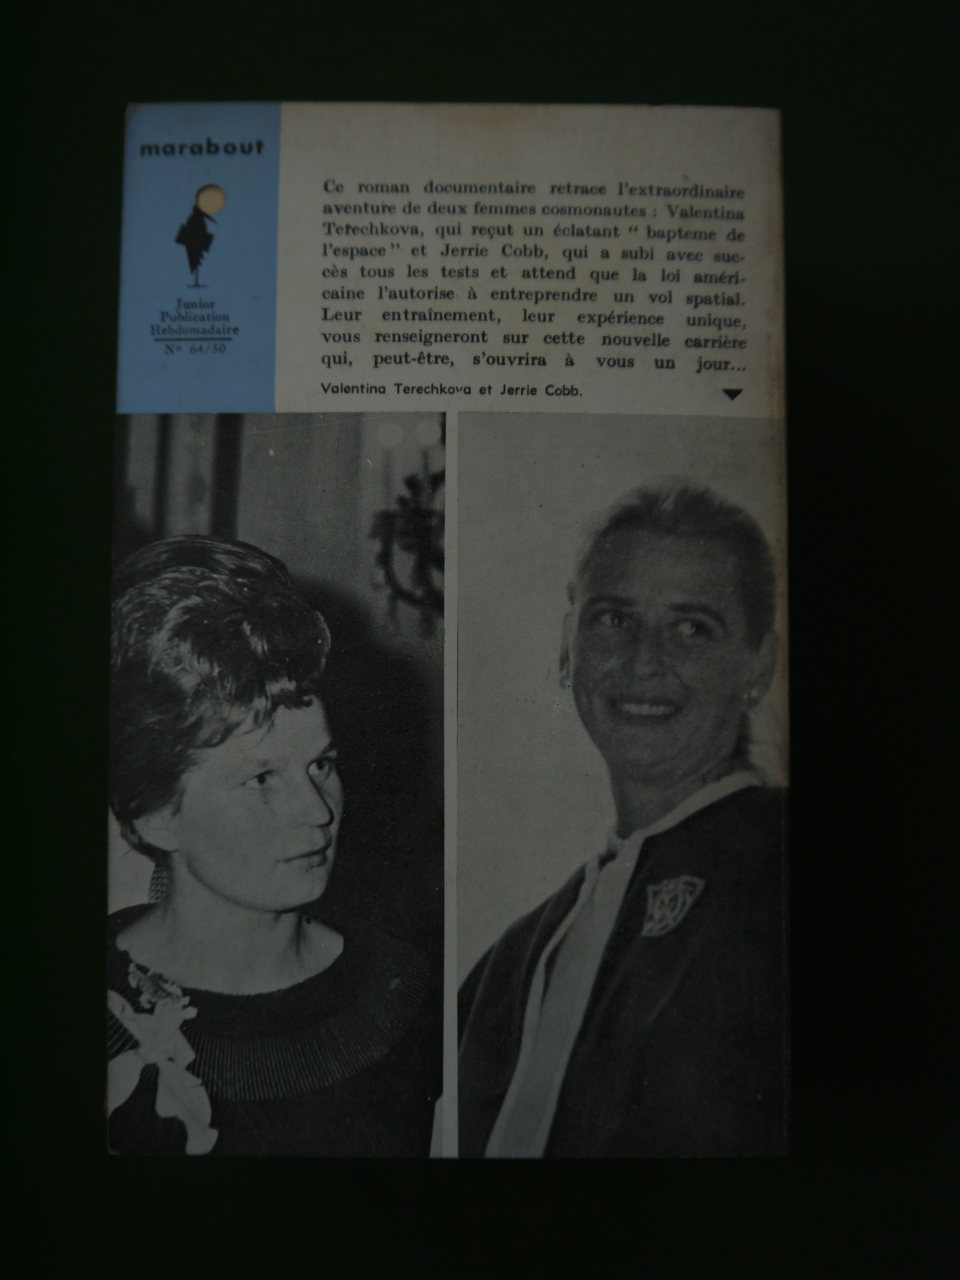 marabout
Junior
Publication
Hebdomadaire
N° 64/50
Ce roman documentaire retrace l'extraordinaire
aventure de deux femmes cosmonautes : Valentina
Terechkova, qui reçut un éclatant “ bapteme de
l'espace ” et Jerrie Cobb, qui a subi avec suc-
cès tous les tests et attend que la loi améri-
caine l'autorise à entreprendre un vol spatial.
Leur entraînement, leur expérience unique,
vous renseigneront sur cette nouvelle carrière
qui, peut-être, s'ouvrira à vous un jour...
Valentina Terechkova et Jerrie Cobb.